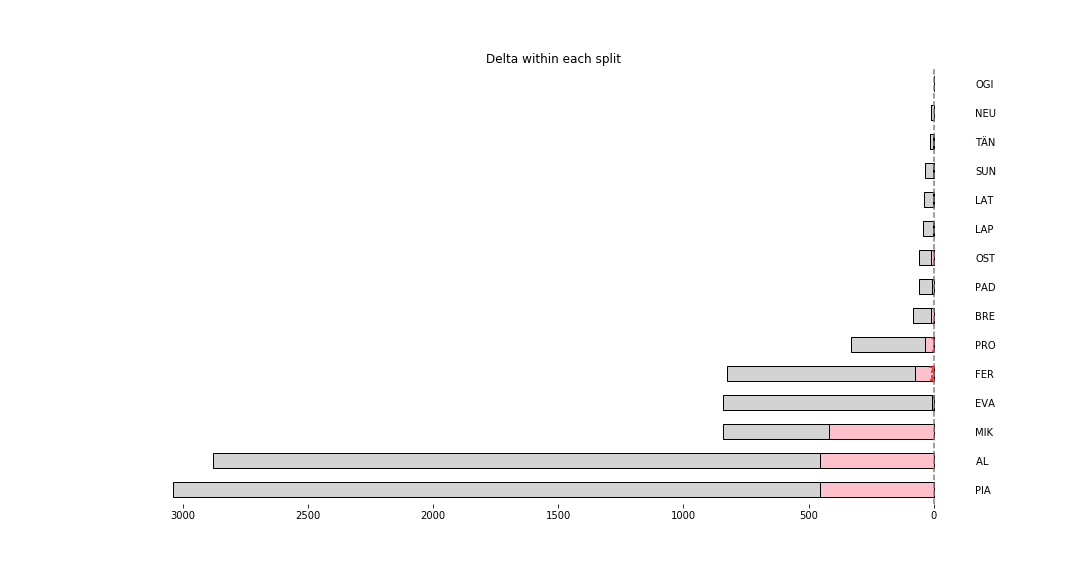 Delta within each split
OGI
NEU
TÄN
SUN
LAT
LAP
OST
PAD
BRE
PRO
FER
EVA
MIK
AL
PIA
3000 2500 2000 1500 1000 500 0